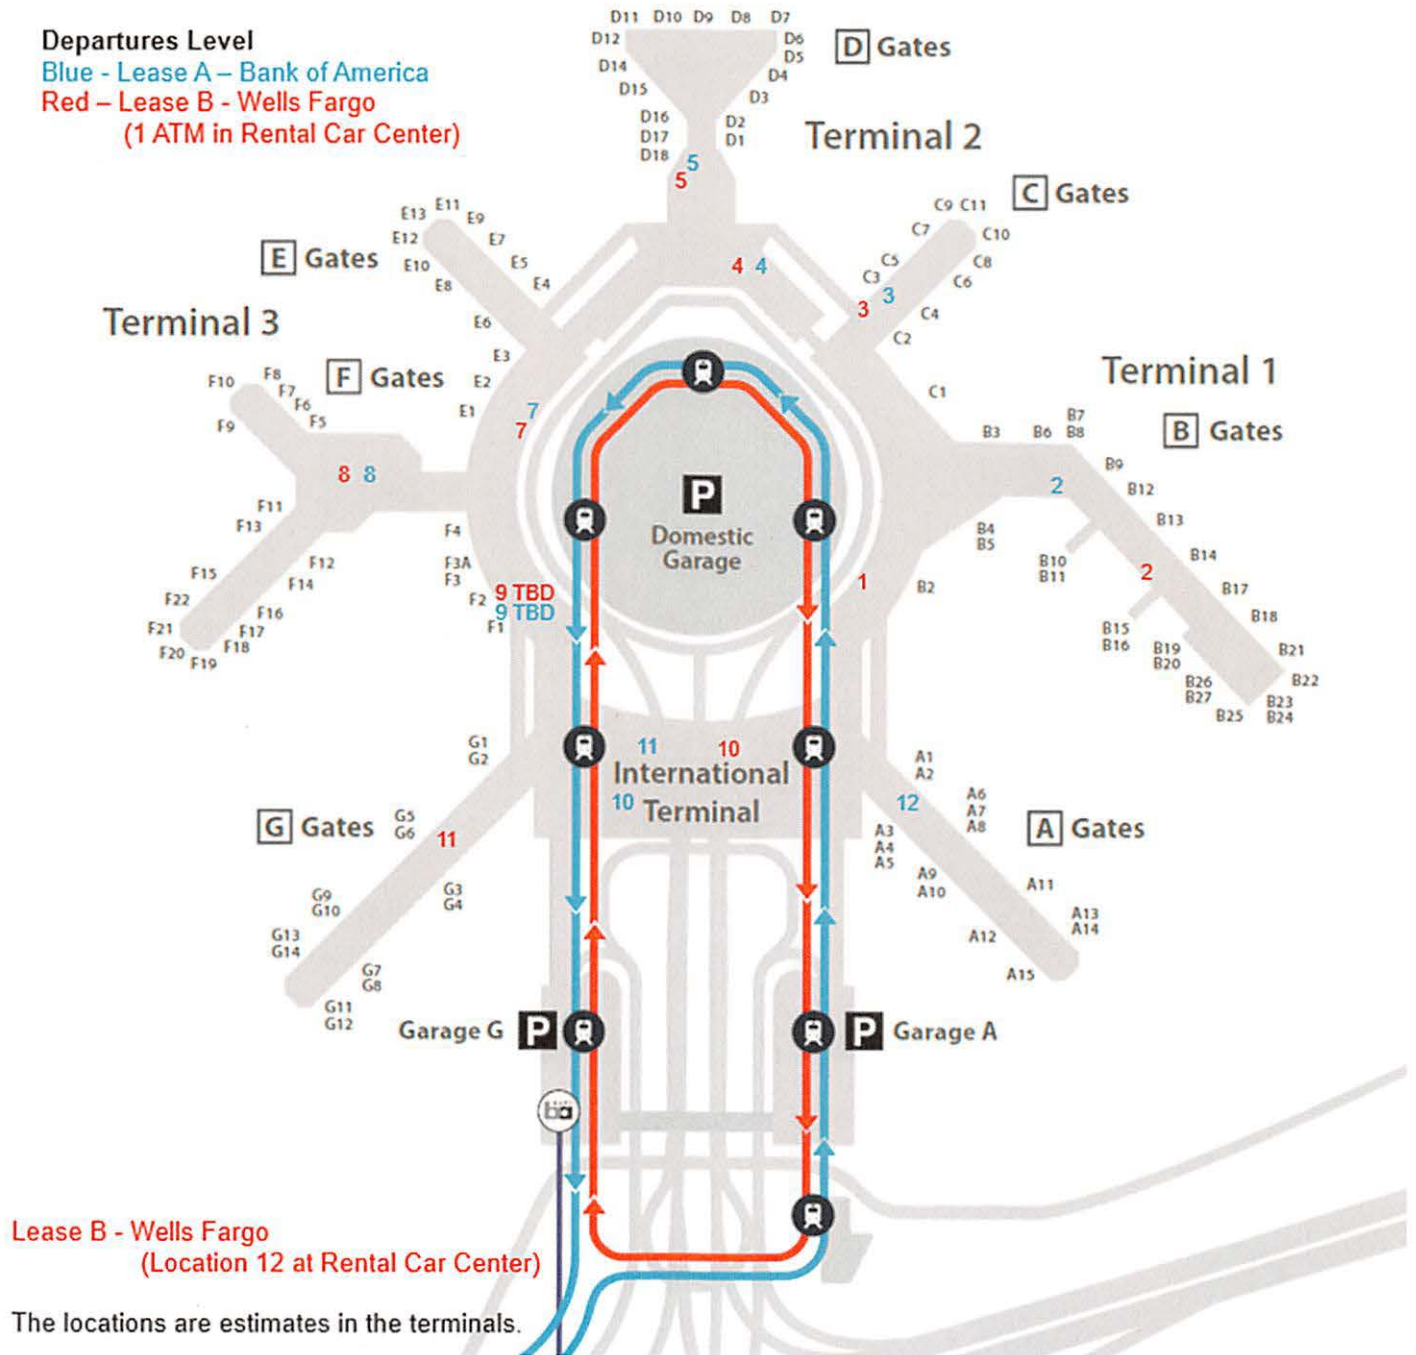 Departures Level
Blue - Lease A – Bank of America
Red – Lease B - Wells Fargo
(1 ATM in Rental Car Center)
D11 D10 D9 D8 D7
D12
D6
D5
D Gates
D14
D4
D15
D3
D16
D2
D17
D1
D18
Terminal 2
5
5
C Gates
C9 C11
C7
C10
C5
C8
C3
C6
3
3
C4
C2
C1
4 4
E13
E11
E9
E12
E7
E10
E5
E8
E4
E6
E3
E2
E1
E Gates
Terminal 3
F Gates
F10
F8
F7
F6
F5
F9
7
7
8 8
F11
F13
F4
F12
F3A
F3
F14
F15
F2
F22
F1
F16
F21
F17
F20
F18
F19
9 TBD
9 TBD
P
Domestic
Garage
1
Terminal 1
B Gates
B3
B6
B7
B8
B9
2
B12
B4
B5
B13
B10
B11
B14
2
B2
B17
B18
B15
B16
B19
B20
B21
B22
B26
B27
B23
B24
B25
G1
G2
11
10
International
10
Terminal
A1
A2
12
A6
A7
A8
A Gates
A3
A4
A5
A9
A10
A11
A13
A14
A12
A15
G Gates
G5
G6
11
G3
G4
G9
G10
G13
G14
G7
G8
G11
G12
Garage G P
P Garage A
ba
Lease B - Wells Fargo
(Location 12 at Rental Car Center)
The locations are estimates in the terminals.